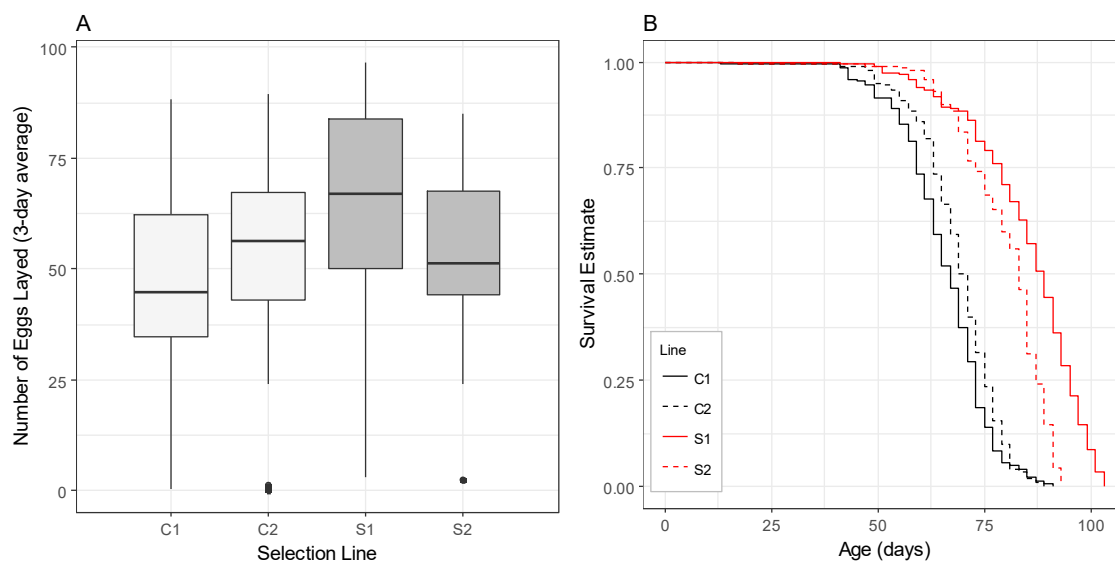 A
Number of Eggs Layed (3-day average)
100
75
50
25
0
C1 C2 S1 S2
Selection Line
B
Survival Estimate
1.00
0.75
0.50
0.25
0.00
Line
C1
C2
S1
S2
0 25 50 75 100
Age (days)